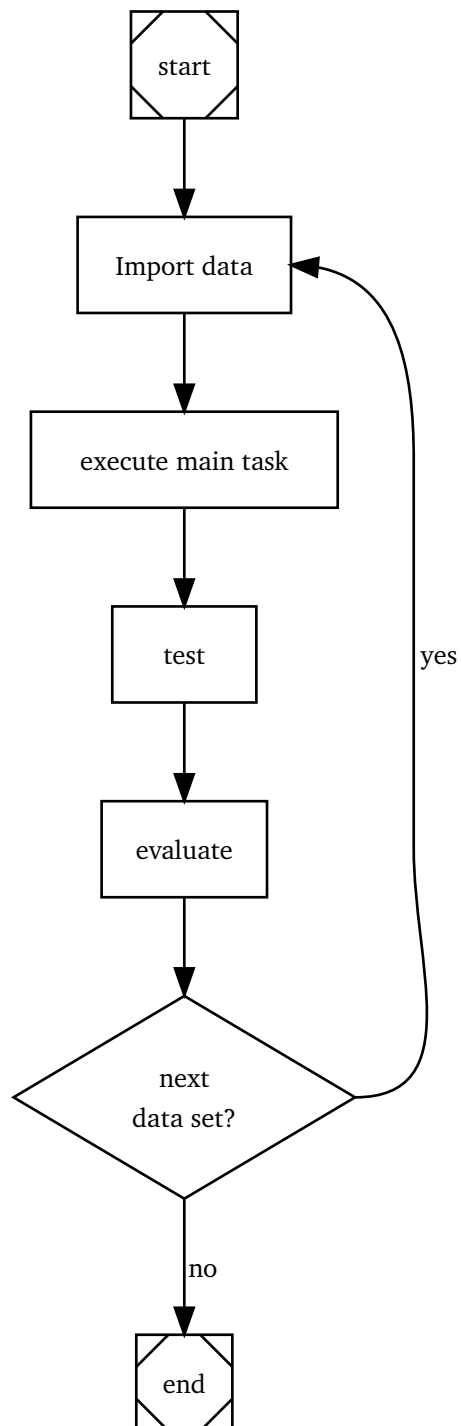 start
Import data
execute main task
test
yes
evaluate
next
data set?
no
end